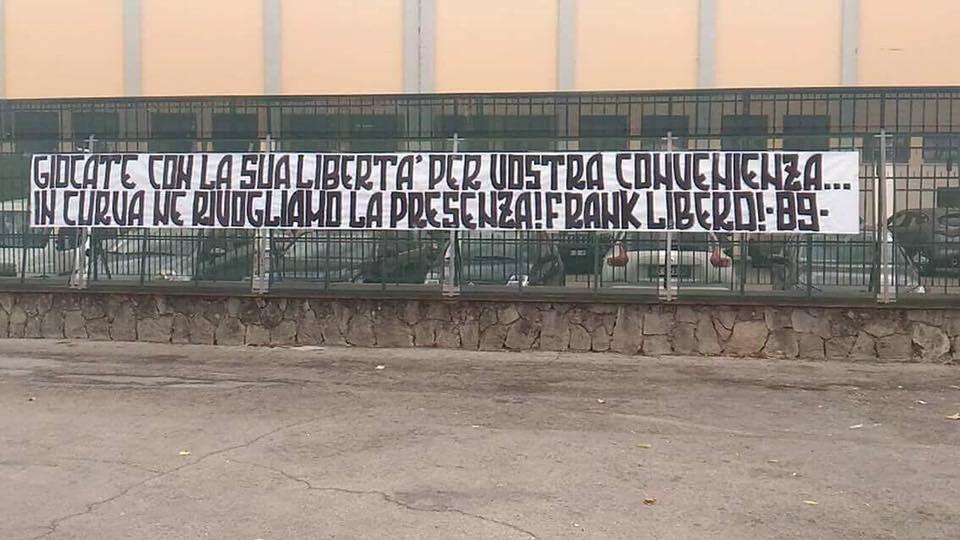 GIOCATE CON LA SUA LIBERTA' PER VOSTRA CONVENIENZA...
IN CURVA NE RIVOGLIAMO LA PRESENZA! FRANK LIBERO! -89-